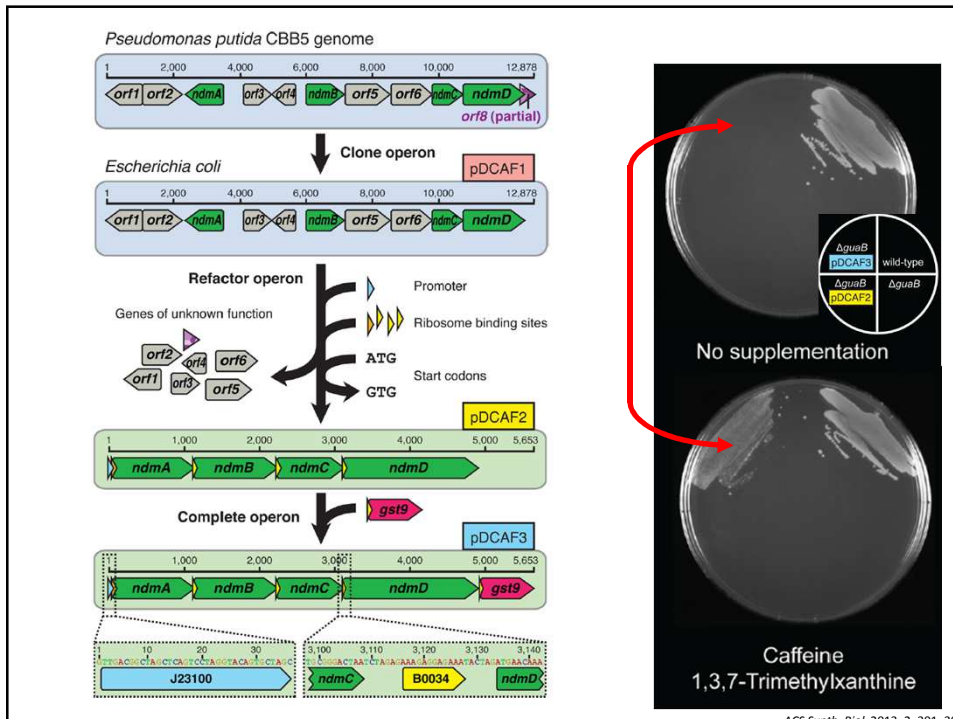 Pseudomonas putida CBB5 genome
1 2,000 4,000 6,000 8,000 10,000 12,878
orf1 orf2 ndmA orf3 orf4 ndmB orf5 orf6 ndmC ndmD
orf8 (partial)
Clone operon
Escherichia coli
pDCAF1
1 2,000 4,000 6,000 8,000 10,000 12,878
orf1 orf2 ndmA orf3 orf4 ndmB orf5 orf6 ndmC ndmD
Refactor operon
Promoter
Genes of unknown function
Ribosome binding sites
orf2 orf4 orf6
orf1 orf3 orf5
ATG
Start codons
GTG
pDCAF2
1 1,000 2,000 3,000 4,000 5,000 5,653
ndmA ndmB ndmC ndmD
Complete operon
gst9
pDCAF3
1 1,000 2,000 3,000 4,000 5,000 5,653
ndmA ndmB ndmC ndmD gst9
1 10 20 30
GTTGACGGCTAGCTCAGTCCTAGGTACAGTGCTAGC
J23100
3,100 3,110 3,120 3,130 3,140
TGCGGGACTAATCTAGAGAAAGAGGAGAAATACTAGATGAACAAA
ndmC B0034 ndmD
ΔguaB
pDCAF3
wild-type
ΔguaB
pDCAF2
ΔguaB
No supplementation
Caffeine
1,3,7-Trimethylxanthine